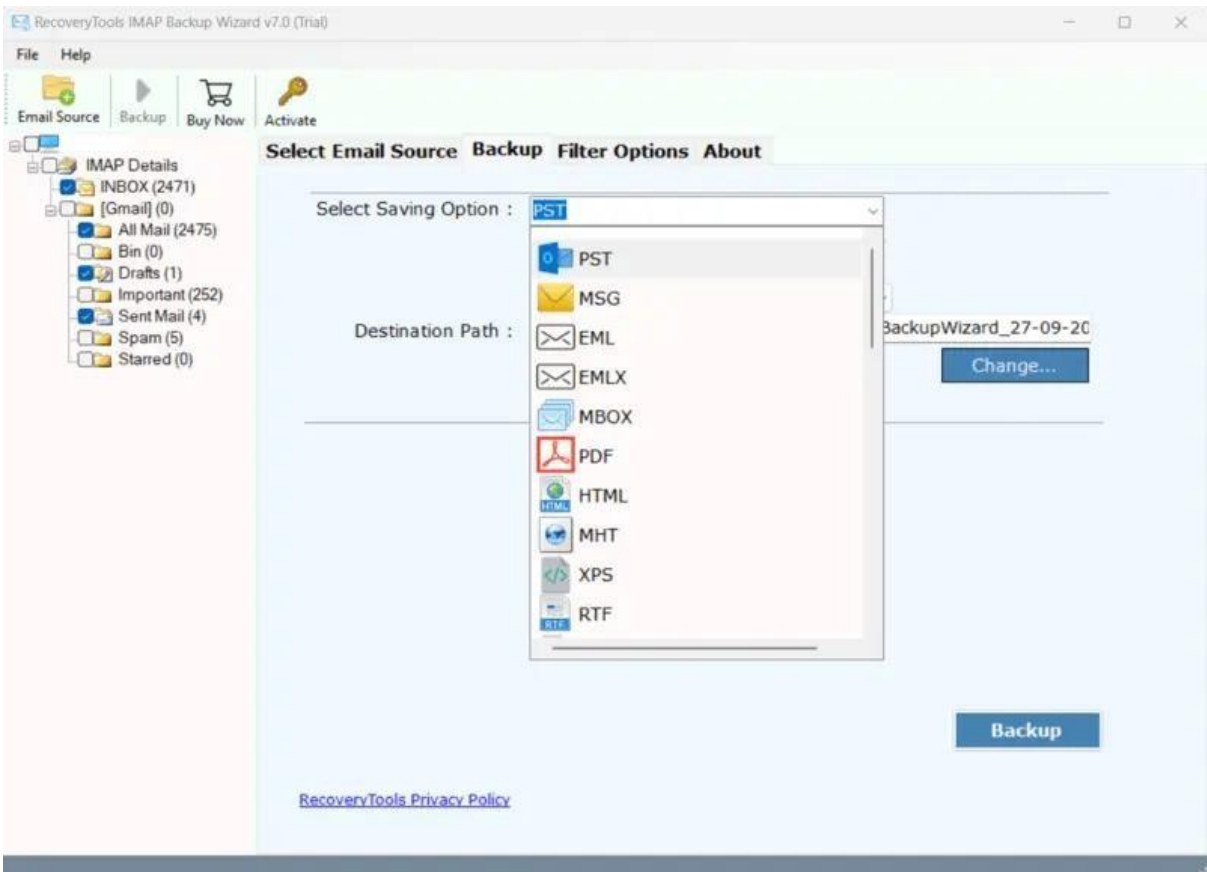 RecoveryTools IMAP Backup Wizard v7.0 (Trial)
File Help
Email Source Backup Buy Now Activate
IMAP Details
INBOX (2471)
[Gmail] (0)
All Mail (2475)
Bin (0)
Drafts (1)
Important (252)
Sent Mail (4)
Spam (5)
Starred (0)
Select Email Source Backup Filter Options About
Select Saving Option : PST
PST
MSG
EML
EMLX
MBOX
PDF
HTML
MHT
XPS
RTF
Destination Path : BackupWizard_27-09-20
Change...
Backup
RecoveryTools Privacy Policy